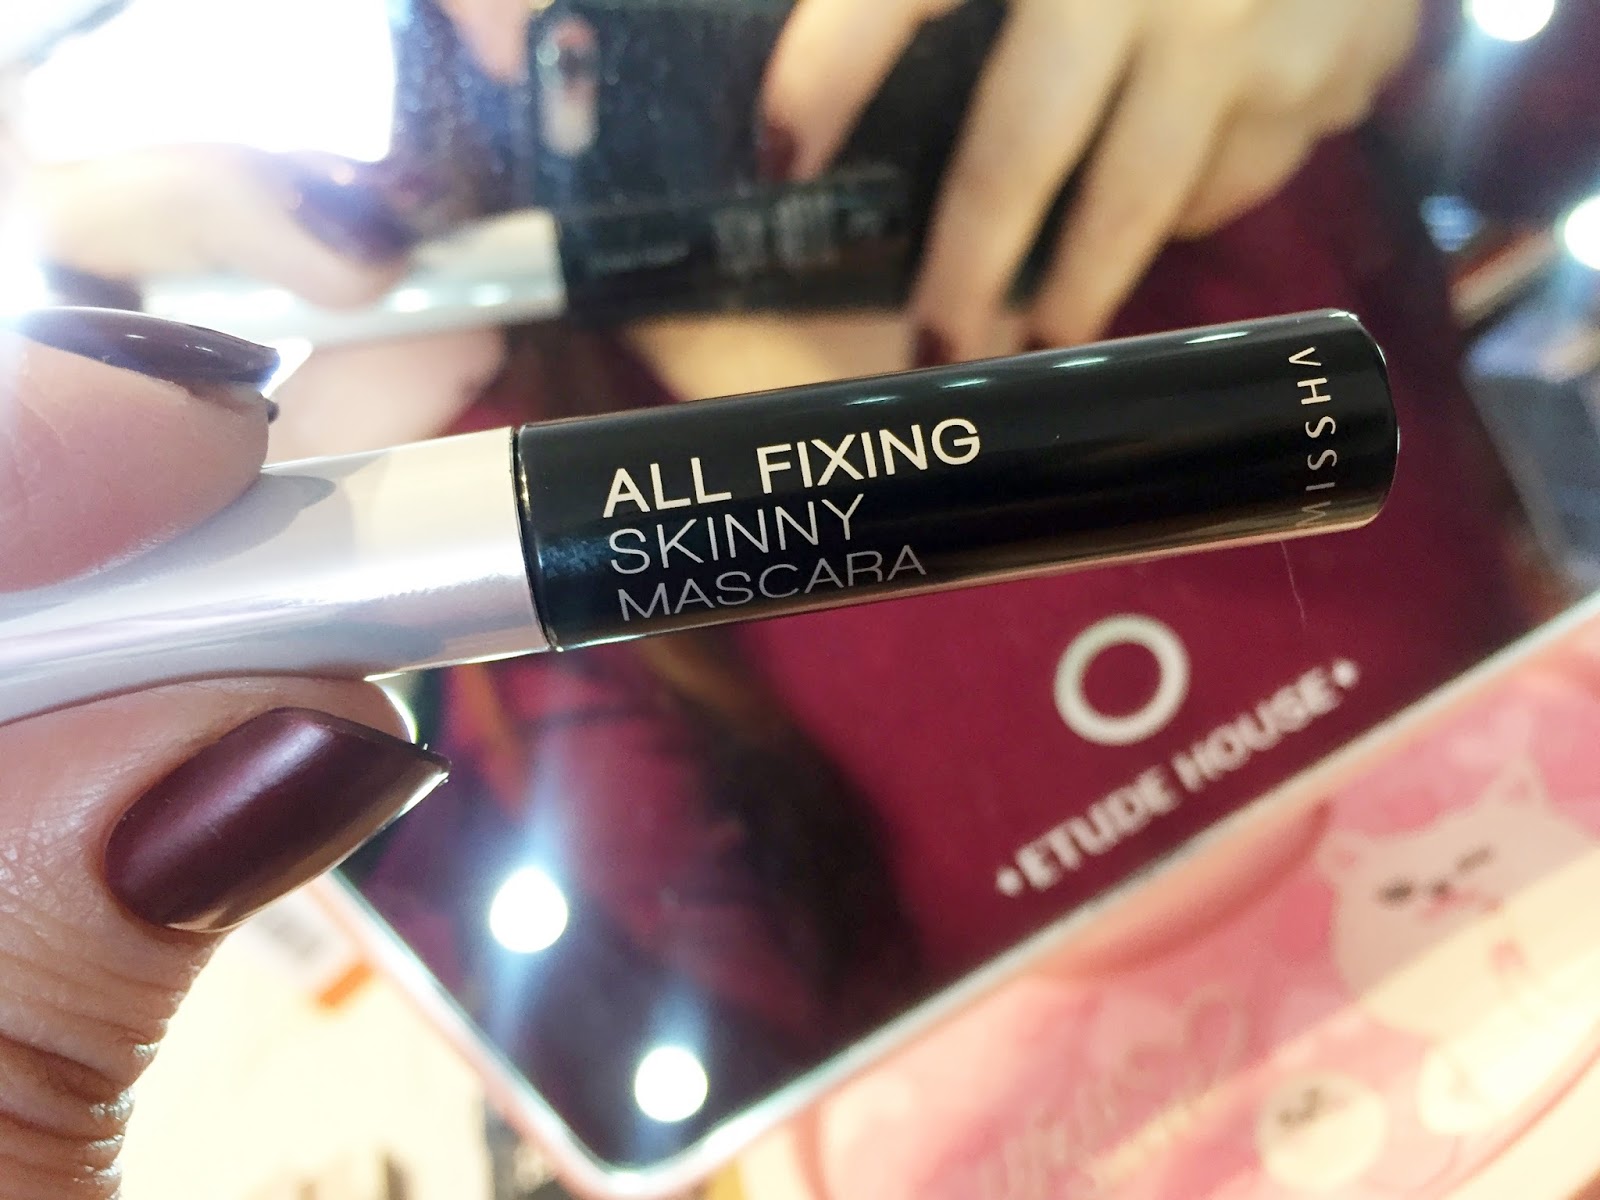 ALL FIXING
SKINNY
MASCARA
MISSHA
ETUDE HOUSE